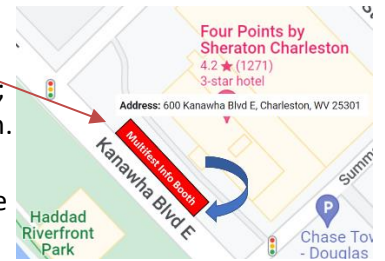 Four Points by
Sheraton Charleston
4.2 ★ (1271)
3-star hotel
Address: 600 Kanawha Blvd E, Charleston, WV 25301
Multifest Info Booth
Kanawha Blvd E
Haddad
Riverfront
Park
P
Chase Tow
- Douglas
Summe